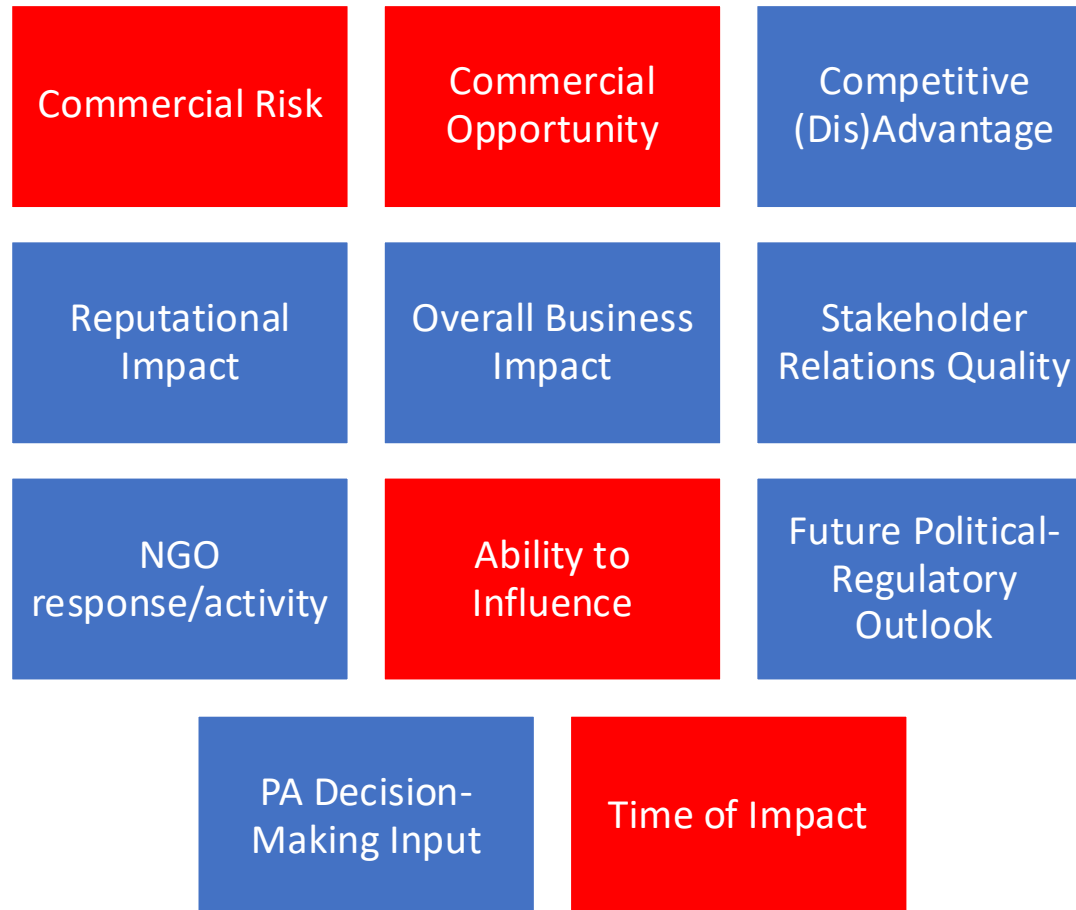 Commercial Risk
Commercial
Opportunity
Competitive
(Dis)Advantage
Reputational
Impact
Overall Business
Impact
Stakeholder
Relations Quality
NGO
response/activity
Ability to
Influence
Future Political-
Regulatory
Outlook
PA Decision-
Making Input
Time of Impact